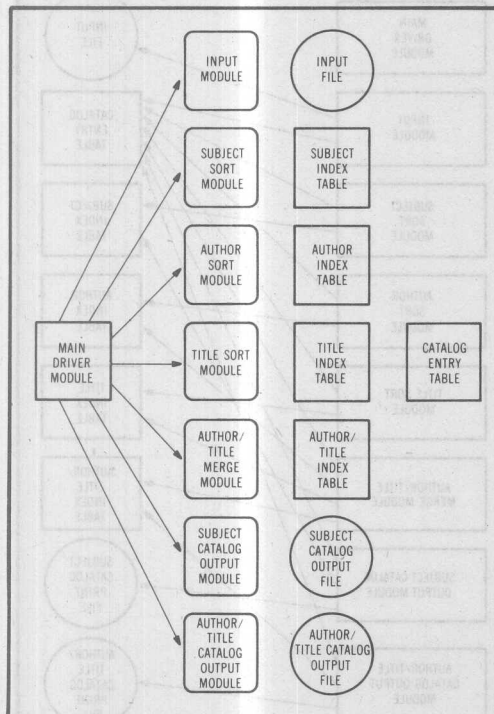 INPUT
MODULE
INPUT
FILE
SUBJECT
SORT
MODULE
SUBJECT
INDEX
TABLE
AUTHOR
SORT
MODULE
AUTHOR
INDEX
TABLE
MAIN
DRIVER
MODULE
TITLE SORT
MODULE
TITLE
INDEX
TABLE
CATALOG
ENTRY
TABLE
AUTHOR/
TITLE
MERGE
MODULE
AUTHOR/
TITLE
INDEX
TABLE
SUBJECT
CATALOG
OUTPUT
MODULE
SUBJECT
CATALOG
OUTPUT
FILE
AUTHOR/
TITLE
CATALOG
OUTPUT
MODULE
AUTHOR/
TITLE CATALOG
OUTPUT
FILE